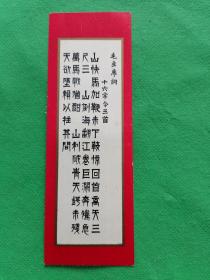 毛主席詞
十六字令三首
山快馬加鞭未下鞍驚回首离天三
尺三 山倒海翻江卷巨瀾奔騰急
萬馬戰猶酣 山刺破青天鍔未殘
天欲墮賴以拄其間